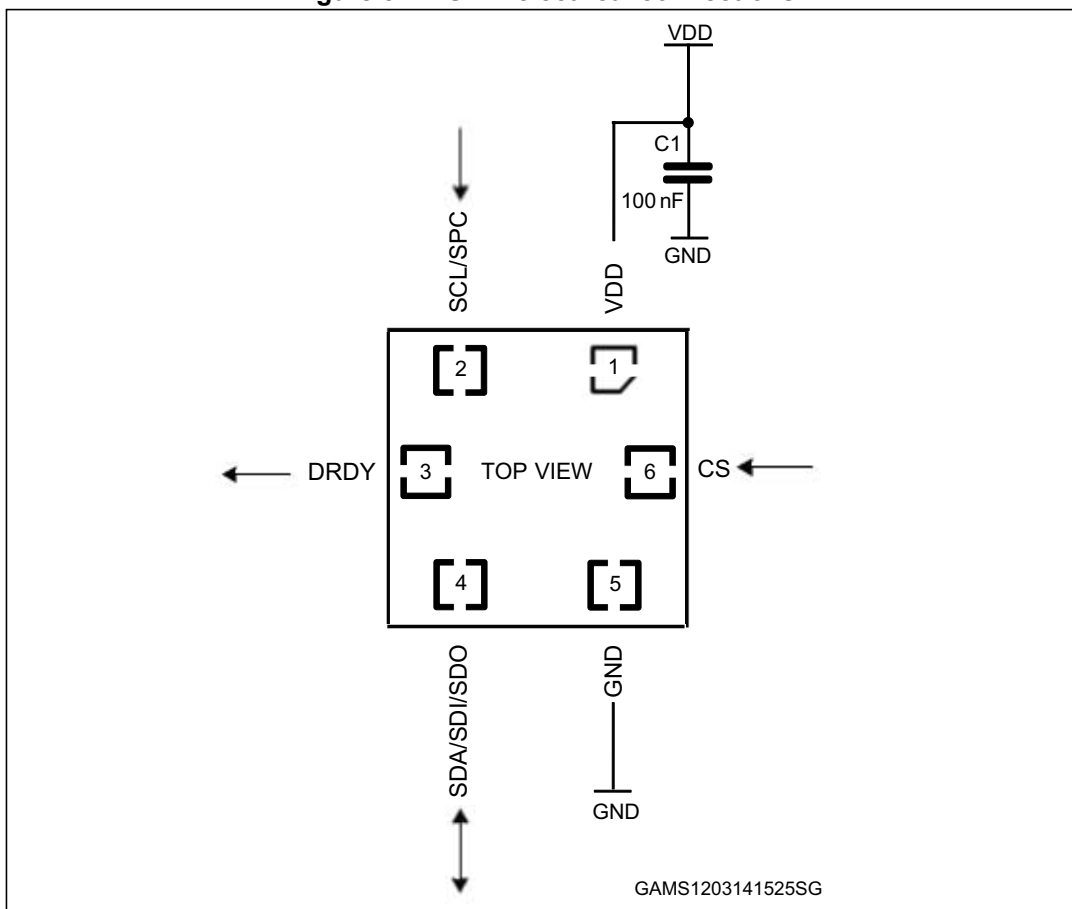 VDD
C1
100 nF
GND
SCL/SPC
VDD
2
1
DRDY
3
TOP VIEW
6
CS
4
5
SDA/SDI/SDO
GND
GND
GAMS1203141525SG